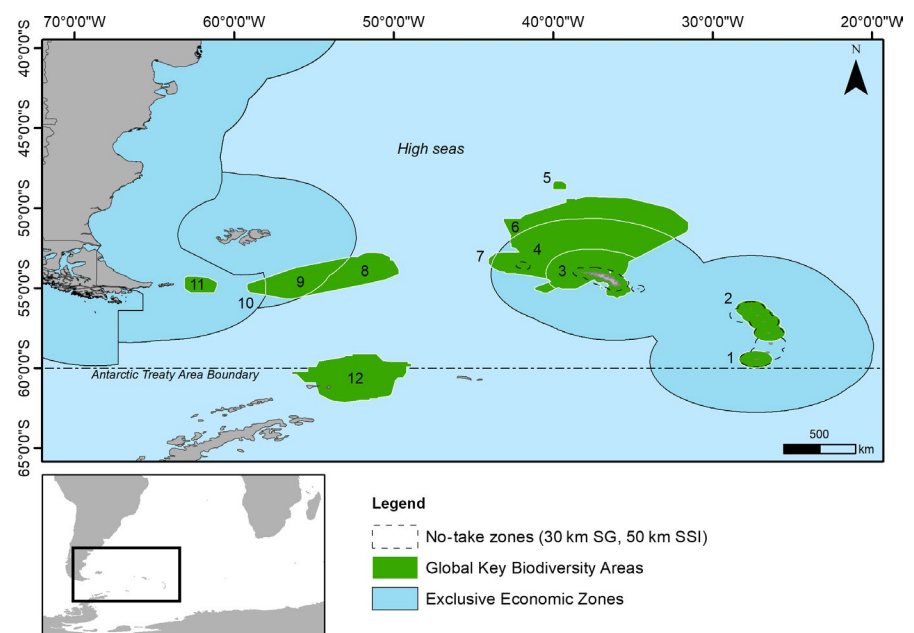 70°0'0"W 60°0'0"W 50°0'0"W 40°0'0"W 30°0'0"W 20°0'0"W
40°0'0"S
45°0'0"S
50°0'0"S
55°0'0"S
60°0'0"S
65°0'0"S
N
High seas
5
6
7
4
3
8
9
11
10
2
1
Antarctic Treaty Area Boundary
12
500
km
Legend
No-take zones (30 km SG, 50 km SSI)
Global Key Biodiversity Areas
Exclusive Economic Zones